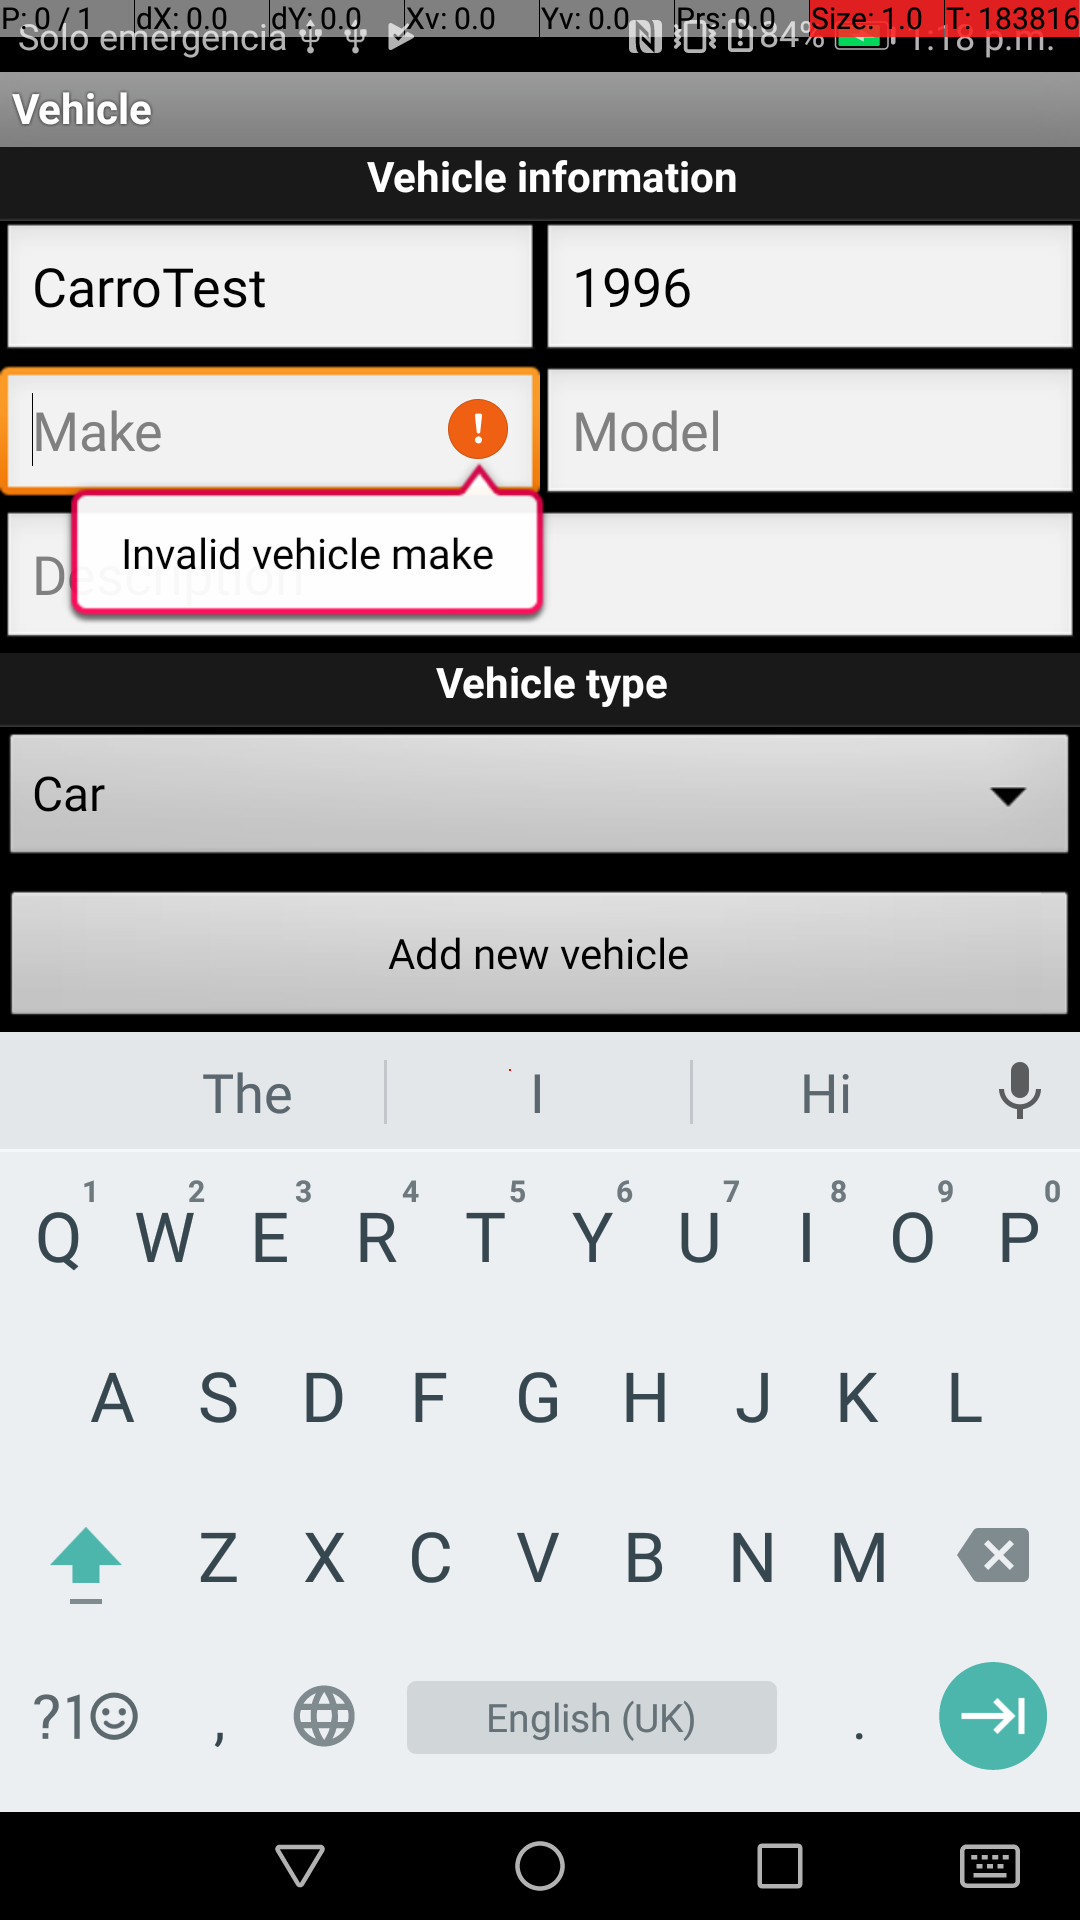 P: 0 / 1 dX: 0.0 dY: 0.0 Xv: 0.0 Yv: 0.0 Prs: 0.0 Size: 1.0 T: 183816
Solo emergencia 84% 1:18 p.m.
Vehicle
Vehicle information
CarroTest 1996
Make ! Model
Invalid vehicle make
Description
Vehicle type
Car
Add new vehicle
The I Hi
1 2 3 4 5 6 7 8 9 0
Q W E R T Y U I O P
A S D F G H J K L
Z X C V B N M
?1☺ , English (UK) .